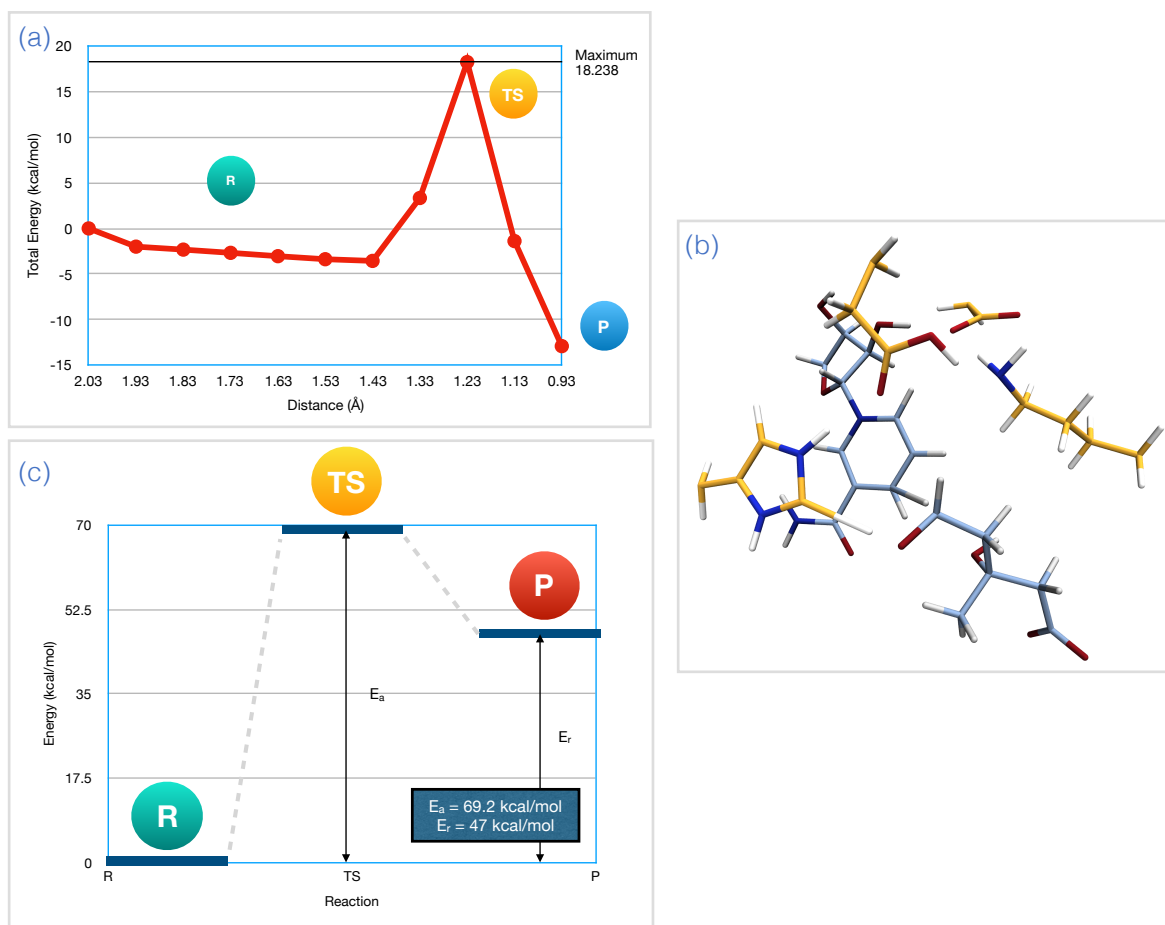 (a)
20
15
10
5
0
-5
-10
-15
Total Energy (kcal/mol)
Maximum
18.238
TS
R
P
2.03 1.93 1.83 1.73 1.63 1.53 1.43 1.33 1.23 1.13 0.93
Distance (Å)
(b)
(c)
TS
P
R
70
52.5
35
17.5
0
Energy (kcal/mol)
Eₐ
Eᵣ
Eₐ = 69.2 kcal/mol
Eᵣ = 47 kcal/mol
R TS P
Reaction